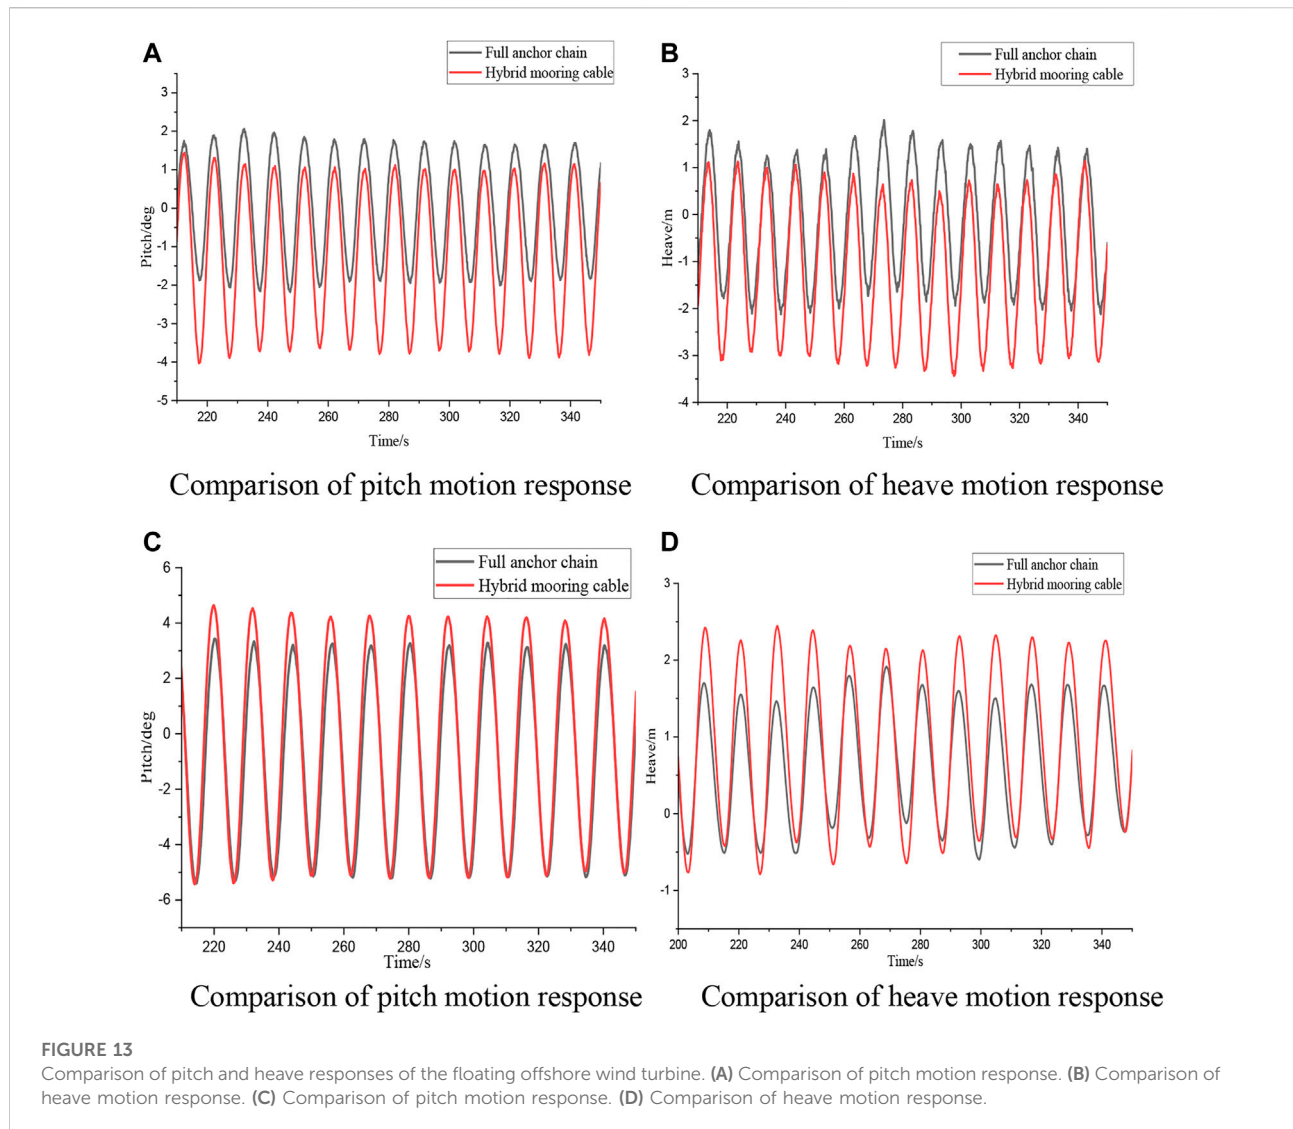 A
Full anchor chain
Hybrid mooring cable
3
2
1
0
-1
-2
-3
-4
-5
Pitch/deg
220 240 260 280 300 320 340
Time/s
Comparison of pitch motion response
B
Full anchor chain
Hybrid mooring cable
3
2
1
0
-1
-2
-3
-4
Heave/m
220 240 260 280 300 320 340
Time/s
Comparison of heave motion response
C
Full anchor chain
Hybrid mooring cable
6
4
2
0
-2
-4
-6
Pitch/deg
220 240 260 280 300 320 340
Time/s
Comparison of pitch motion response
D
Full anchor chain
Hybrid mooring cable
3
2
1
0
-1
Heave/m
200 220 240 260 280 300 320 340
Time/s
Comparison of heave motion response
FIGURE 13
Comparison of pitch and heave responses of the floating offshore wind turbine. (A) Comparison of pitch motion response. (B) Comparison of
heave motion response. (C) Comparison of pitch motion response. (D) Comparison of heave motion response.